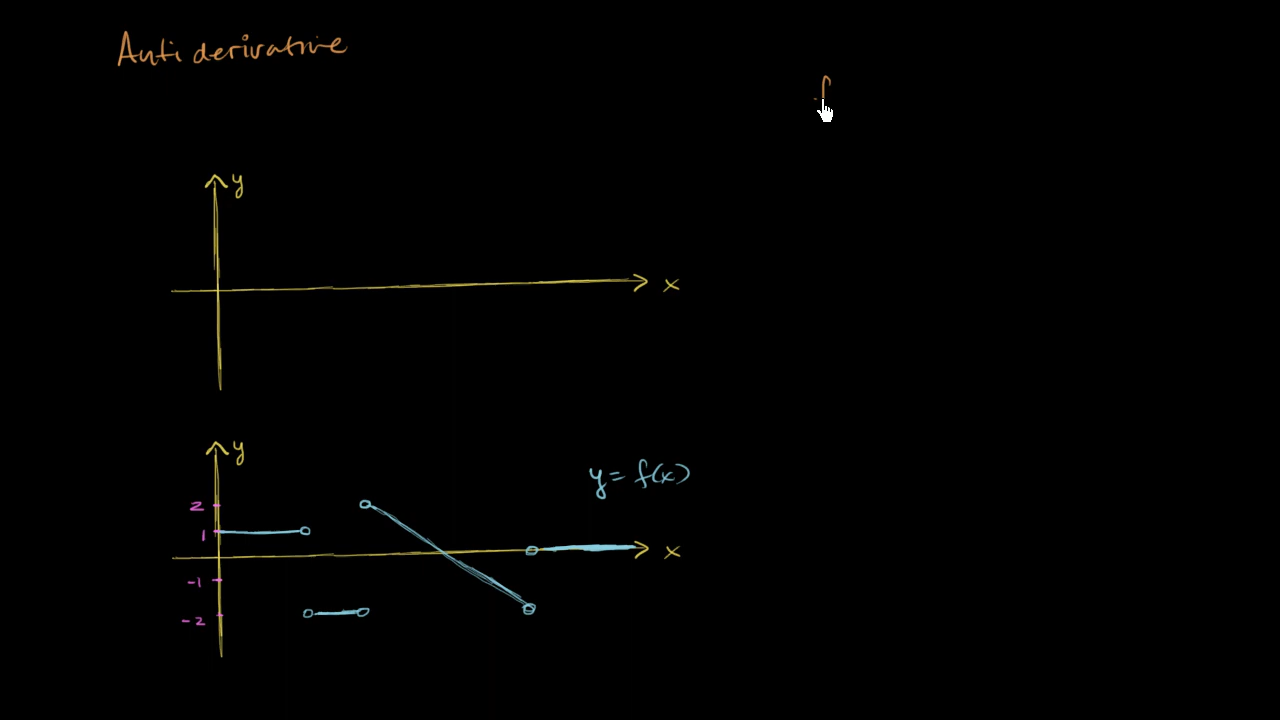 Anti derivative
y
x
y
y = f(x)
2
1
x
-1
-2